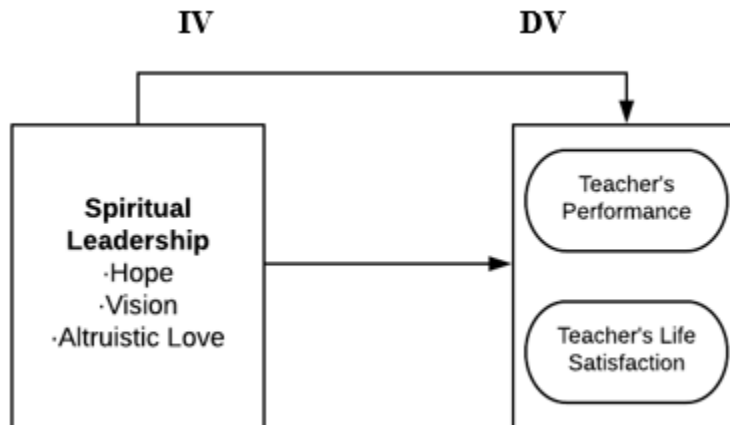 IV
DV
Spiritual
Leadership
·Hope
·Vision
·Altruistic Love
Teacher's
Performance
Teacher's Life
Satisfaction